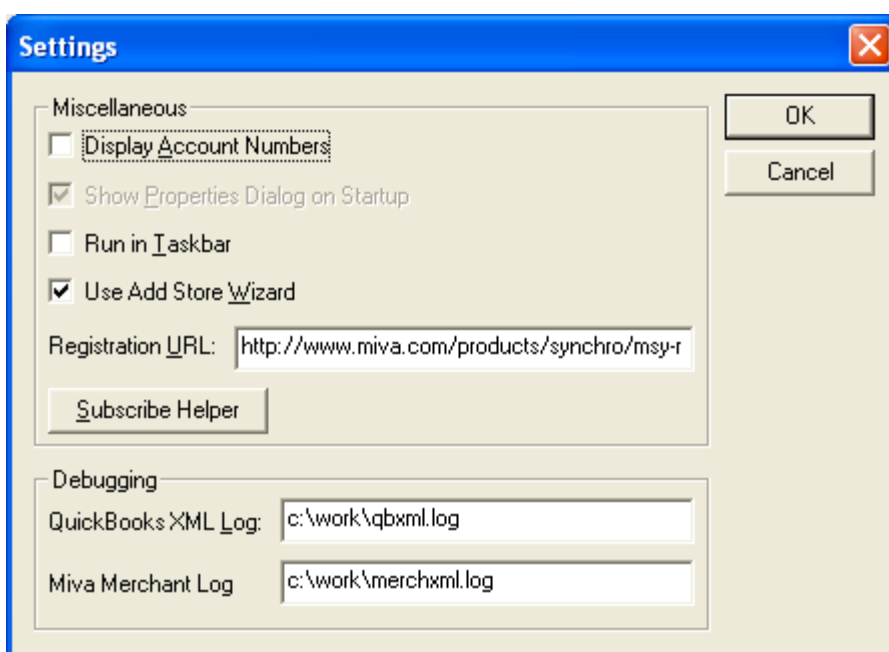 Settings
Miscellaneous
Display Account Numbers
Show Properties Dialog on Startup
Run in Taskbar
Use Add Store Wizard
Registration URL: http://www.miva.com/products/synchro/msy-r
Subscribe Helper
OK
Cancel
Debugging
QuickBooks XML Log: c:\work\qbxml.log
Miva Merchant Log c:\work\merchxml.log